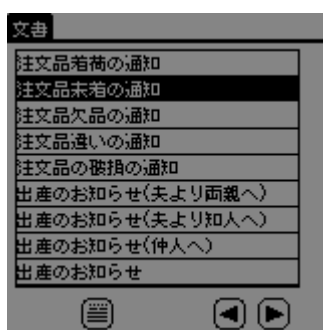 文書
注文品着荷の通知
注文品未着の通知
注文品欠品の通知
注文品違いの通知
注文品の破損の通知
出産のお知らせ(夫より両親へ)
出産のお知らせ(夫より知人へ)
出産のお知らせ(仲人へ)
出産のお知らせ